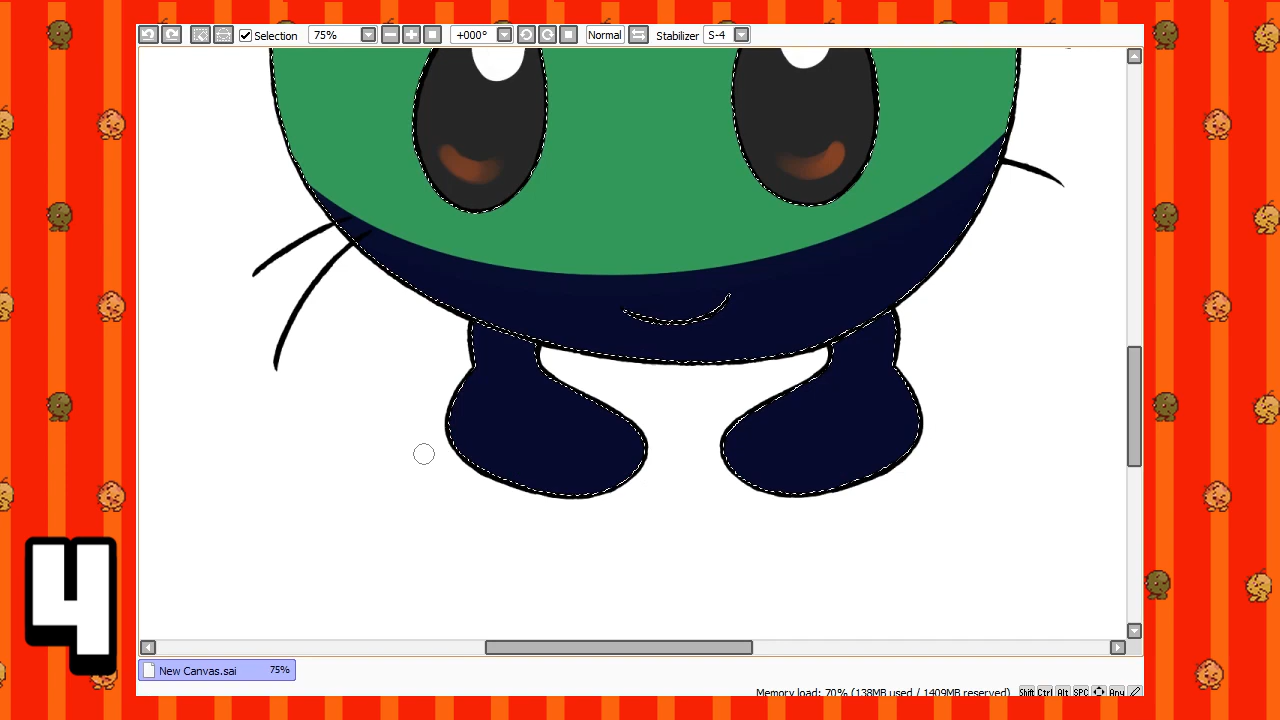 Selection 75% +000° Normal Stabilizer S-4
4
New Canvas.sai 75%
Memory load: 70% (138MB used / 1409MB reserved) Shift Ctrl Alt SPC Any